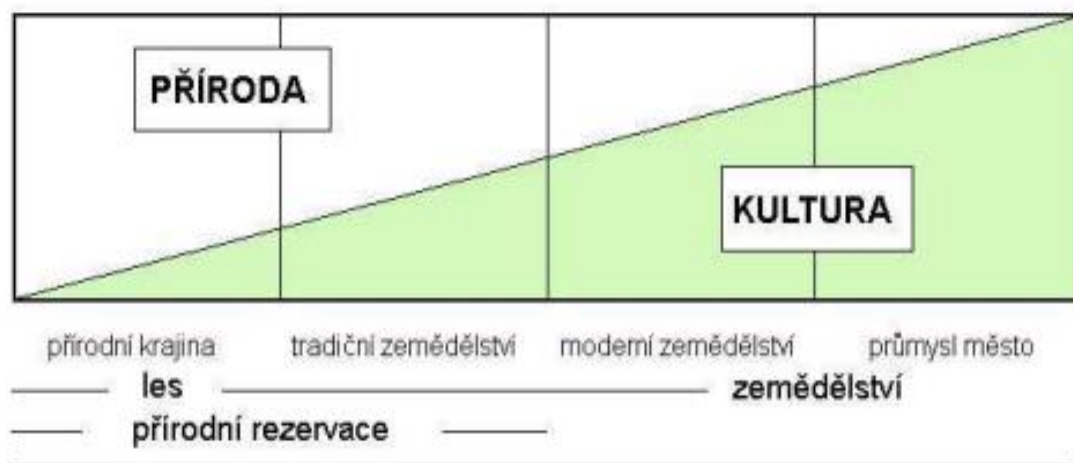 PŘÍRODA
KULTURA
přírodní krajina tradiční zemědělství moderní zemědělství průmysl město
les zemědělství
přírodní rezervace